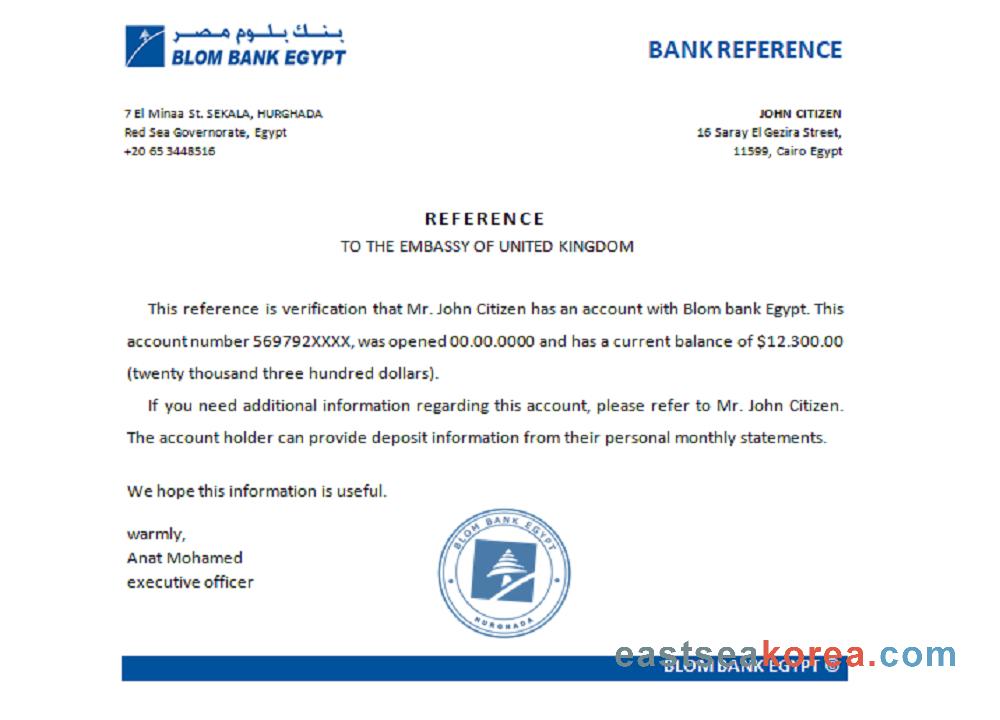 بنك بلوم مصر
BLOM BANK EGYPT
BANK REFERENCE
7 El Minaa St. SEKALA, HURGHADA
Red Sea Governorate, Egypt
+20 65 3448516
JOHN CITIZEN
16 Saray El Gezira Street,
11599, Cairo Egypt
REFERENCE
TO THE EMBASSY OF UNITED KINGDOM
This reference is verification that Mr. John Citizen has an account with Blom bank Egypt. This
account number 569792XXXX, was opened 00.00.0000 and has a current balance of $12.300.00
(twenty thousand three hundred dollars).
If you need additional information regarding this account, please refer to Mr. John Citizen.
The account holder can provide deposit information from their personal monthly statements.
We hope this information is useful.
warmly,
Anat Mohamed
executive officer
BLOM BANK EGYPT
HURGHADA
eastseakorea.com
BLOM BANK EGYPT ©